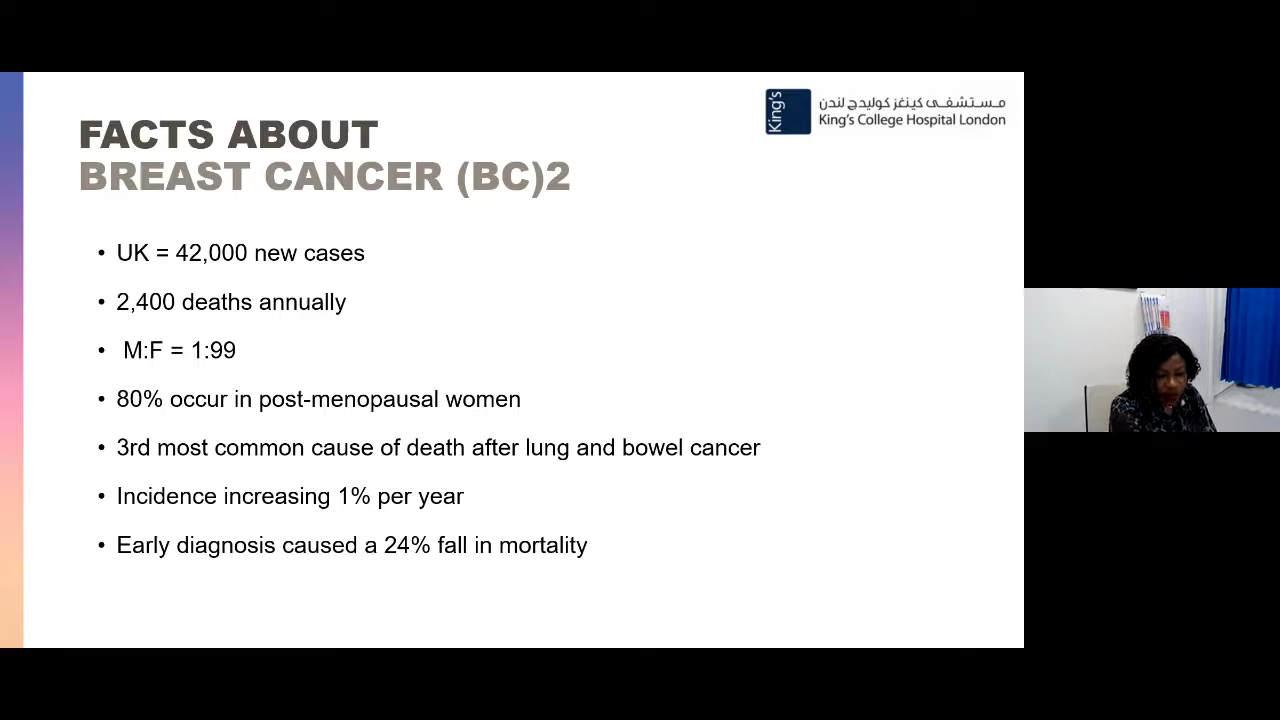 King's
مستشفى كينغز كوليدج لندن
King's College Hospital London
FACTS ABOUT
BREAST CANCER (BC)2
• UK = 42,000 new cases
• 2,400 deaths annually
• M:F = 1:99
• 80% occur in post-menopausal women
• 3rd most common cause of death after lung and bowel cancer
• Incidence increasing 1% per year
• Early diagnosis caused a 24% fall in mortality